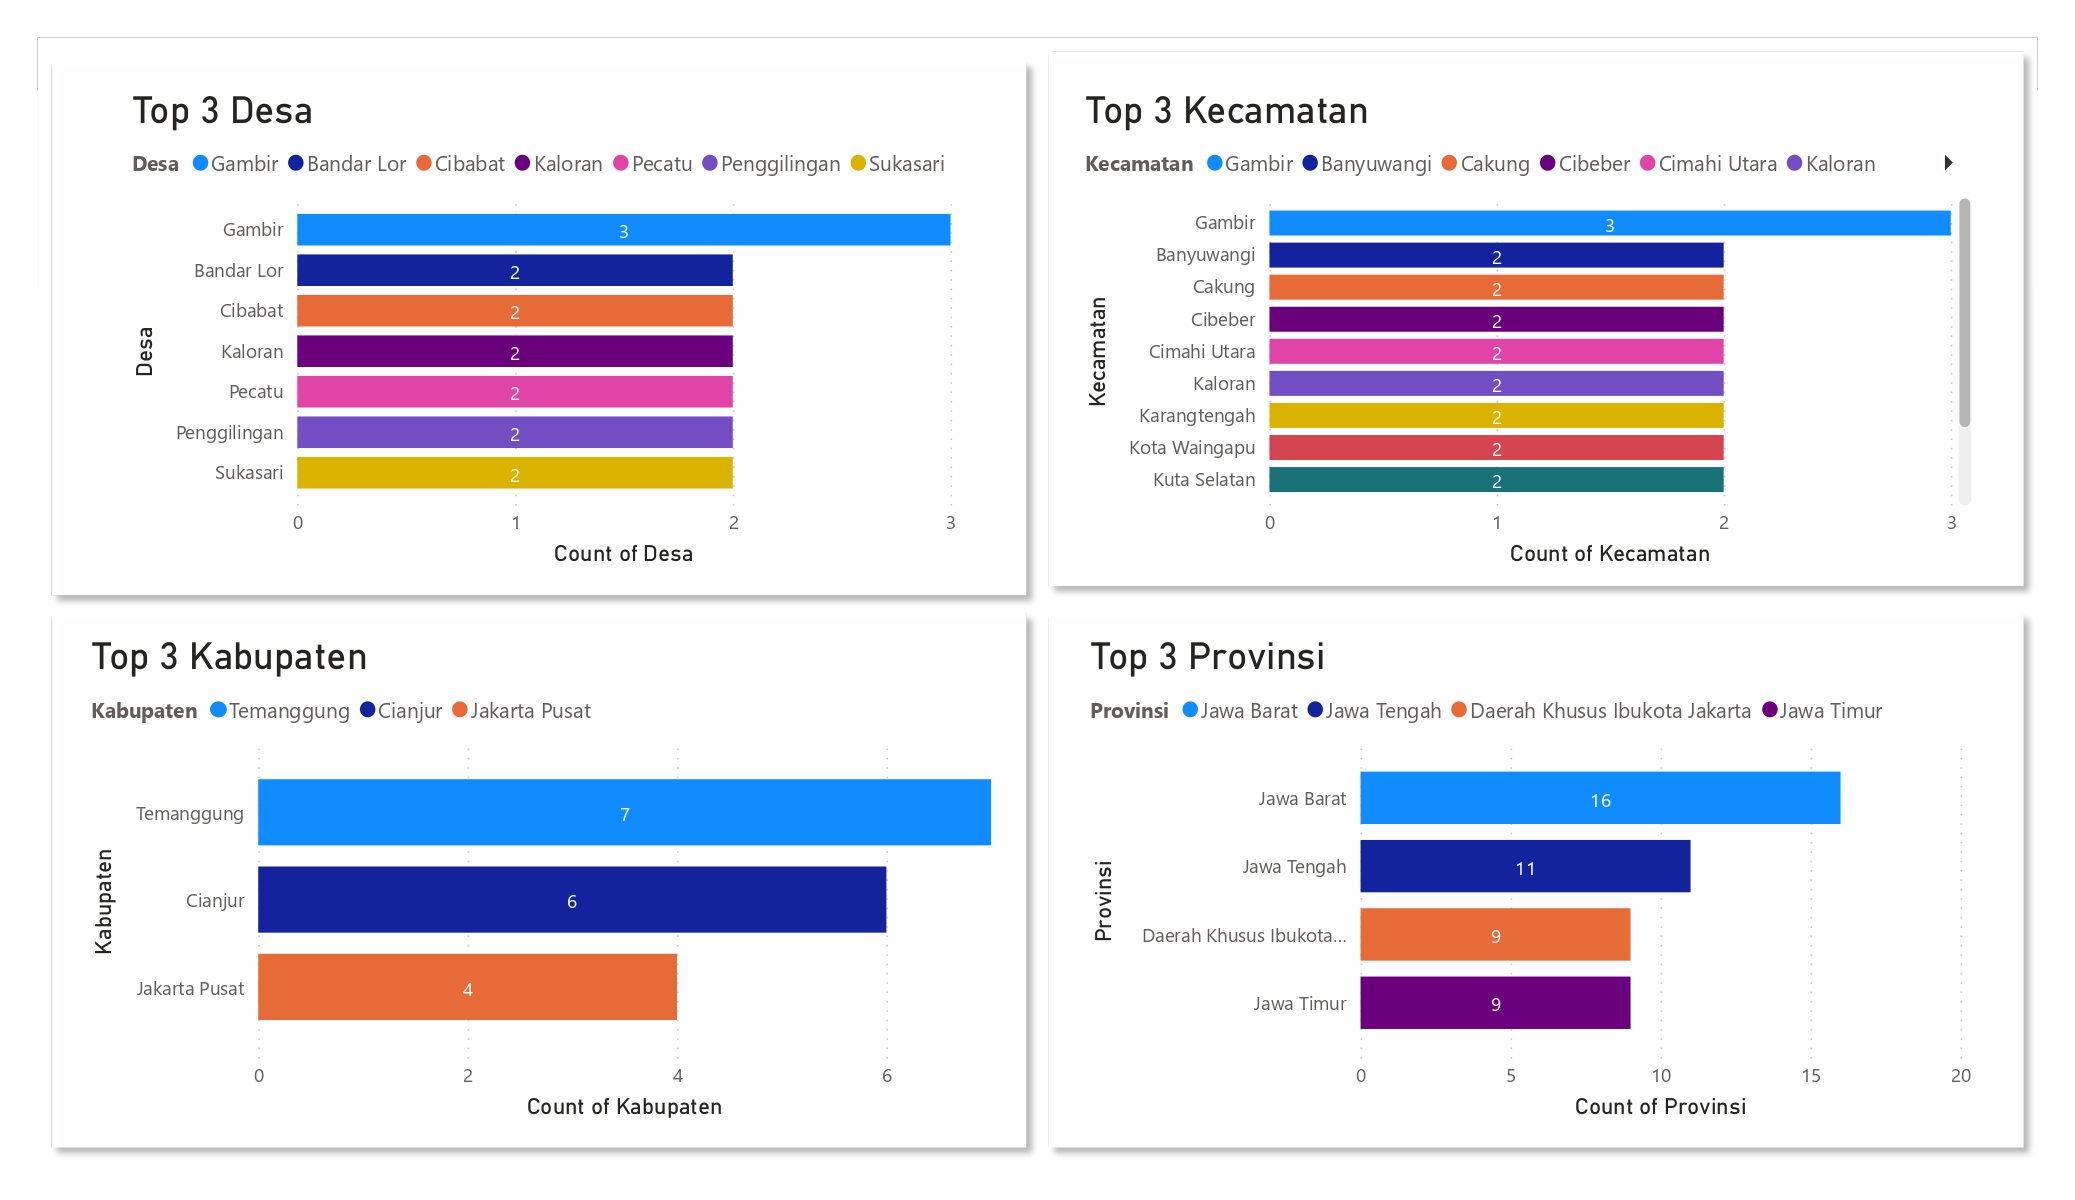 Top 3 Desa
Desa Gambir Bandar Lor Cibabat Kaloran Pecatu Penggilingan Sukasari
Desa
Gambir 3
Bandar Lor 2
Cibabat 2
Kaloran 2
Pecatu 2
Penggilingan 2
Sukasari 2
0 1 2 3
Count of Desa
Top 3 Kecamatan
Kecamatan Gambir Banyuwangi Cakung Cibeber Cimahi Utara Kaloran
Kecamatan
Gambir 3
Banyuwangi 2
Cakung 2
Cibeber 2
Cimahi Utara 2
Kaloran 2
Karangtengah 2
Kota Waingapu 2
Kuta Selatan 2
0 1 2 3
Count of Kecamatan
Top 3 Kabupaten
Kabupaten Temanggung Cianjur Jakarta Pusat
Kabupaten
Temanggung 7
Cianjur 6
Jakarta Pusat 4
0 2 4 6
Count of Kabupaten
Top 3 Provinsi
Provinsi Jawa Barat Jawa Tengah Daerah Khusus Ibukota Jakarta Jawa Timur
Provinsi
Jawa Barat 16
Jawa Tengah 11
Daerah Khusus Ibukota... 9
Jawa Timur 9
0 5 10 15 20
Count of Provinsi